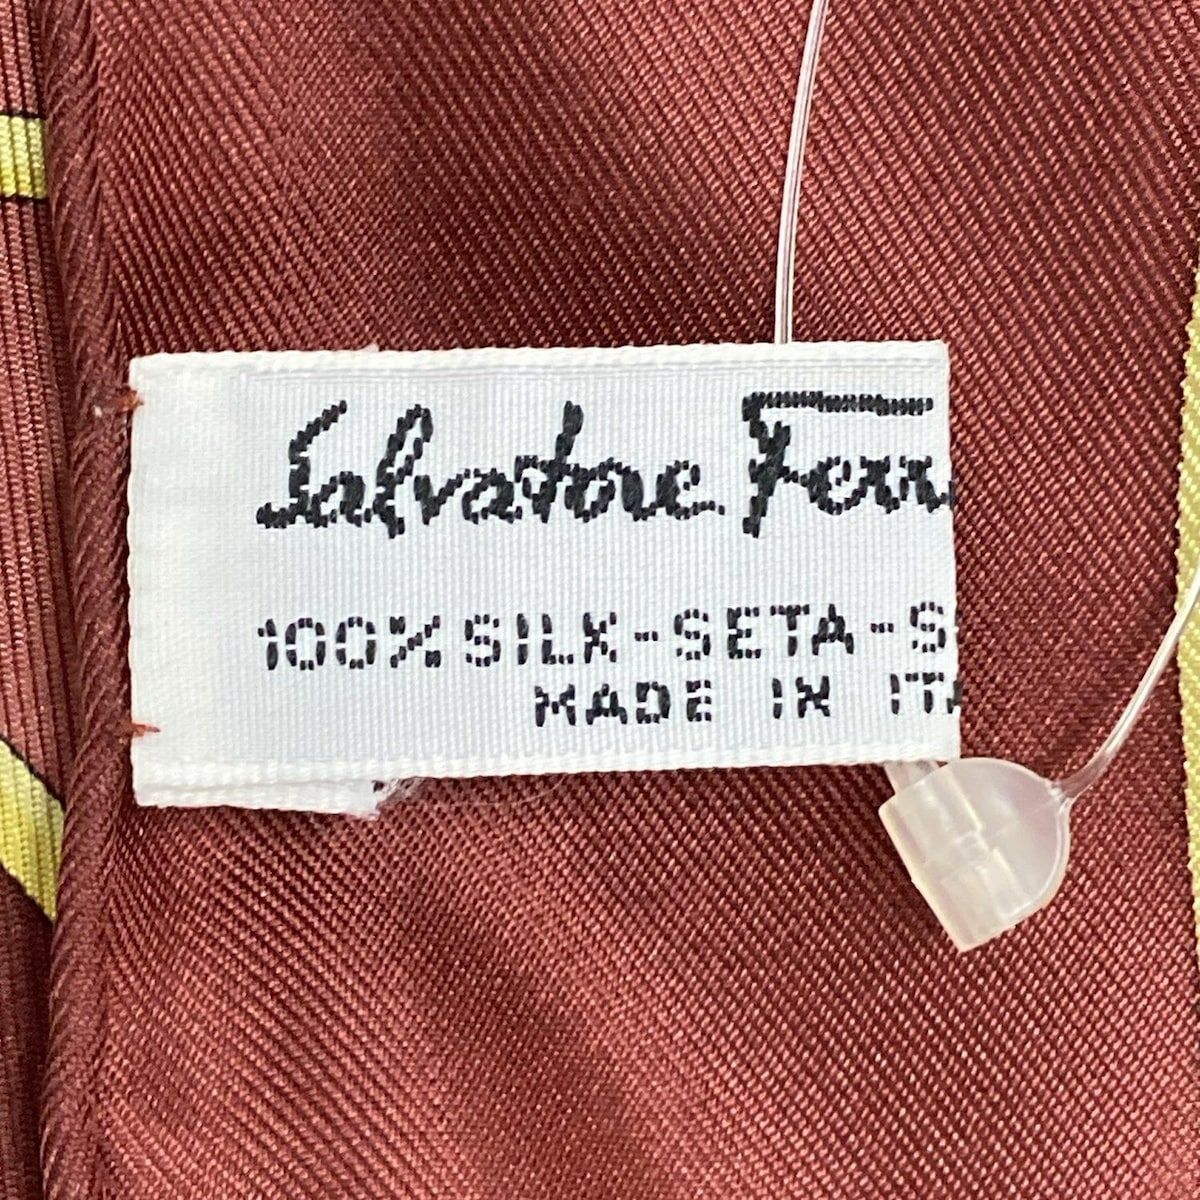 Salvatore Ferr
100% SILK-SETA-S
MADE IN ITA